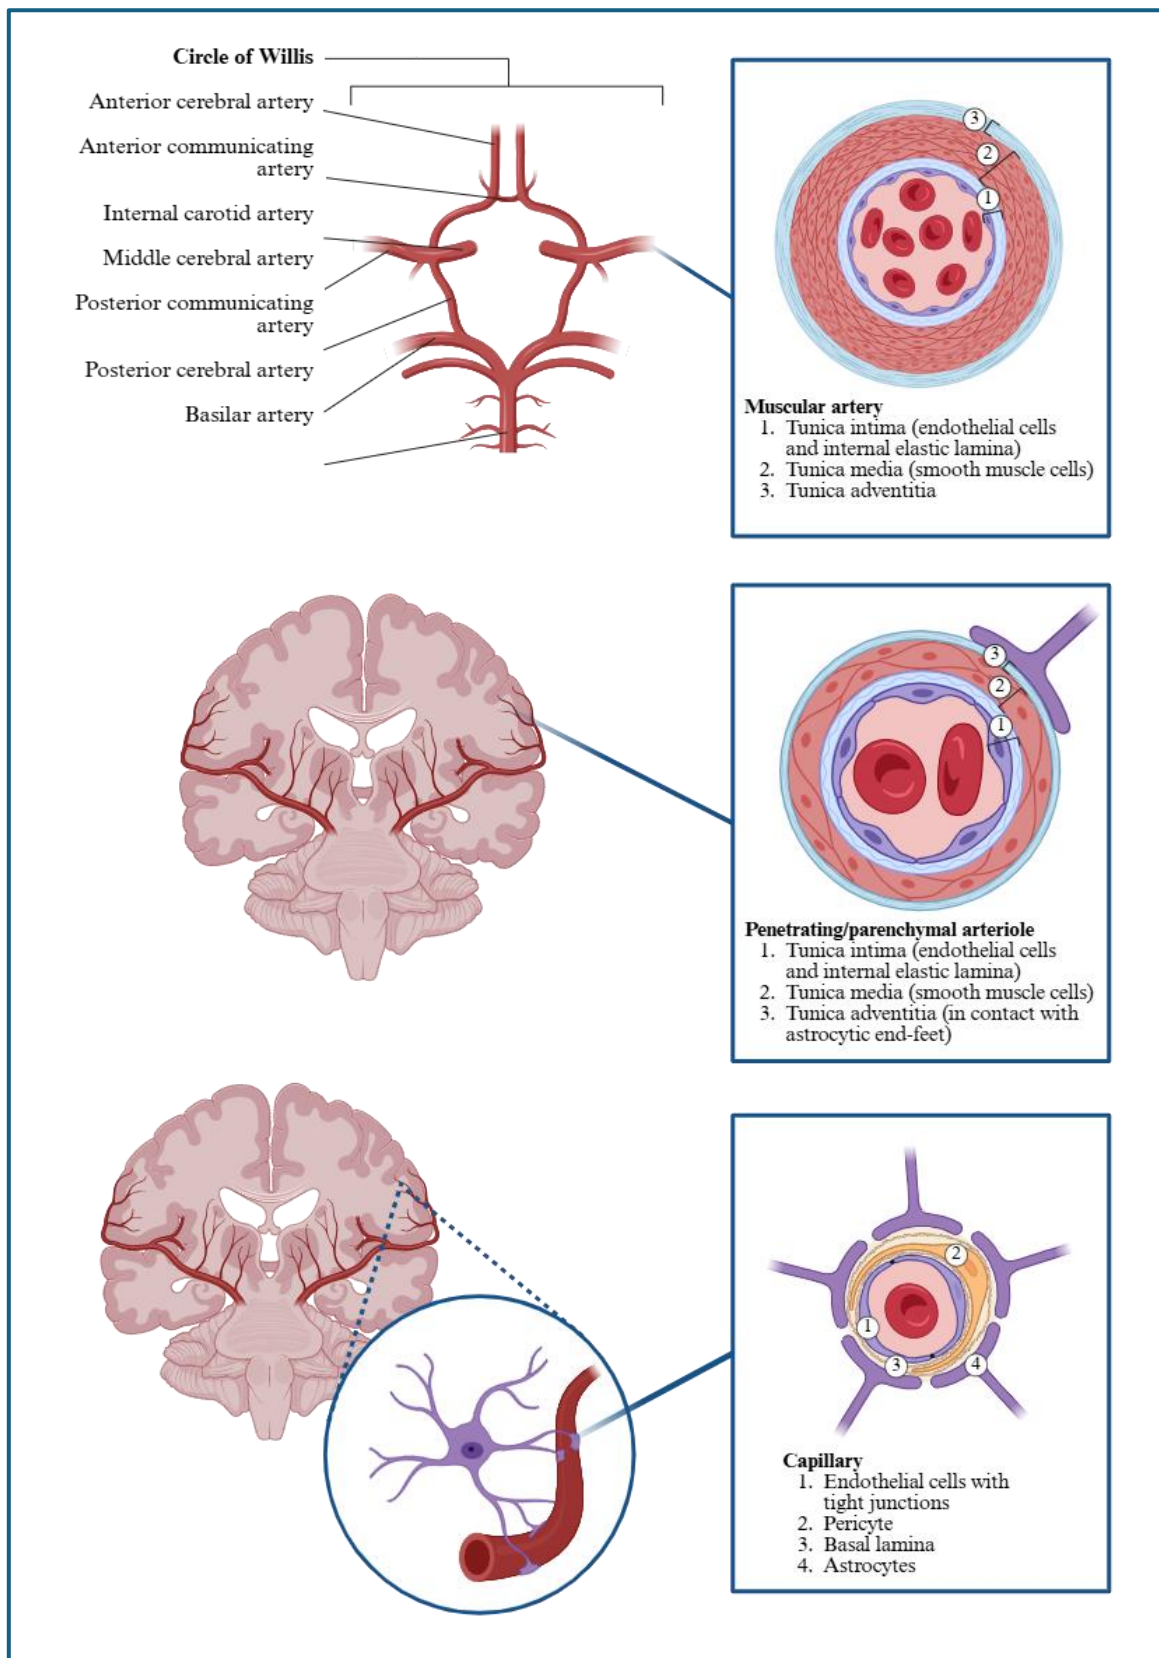 Circle of Willis
Anterior cerebral artery
Anterior communicating
artery
Internal carotid artery
Middle cerebral artery
Posterior communicating
artery
Posterior cerebral artery
Basilar artery
3
2
1
Muscular artery
1. Tunica intima (endothelial cells
and internal elastic lamina)
2. Tunica media (smooth muscle cells)
3. Tunica adventitia
3
2
1
Penetrating/parenchymal arteriole
1. Tunica intima (endothelial cells
and internal elastic lamina)
2. Tunica media (smooth muscle cells)
3. Tunica adventitia (in contact with
astrocytic end-feet)
2
1
3
4
Capillary
1. Endothelial cells with
tight junctions
2. Pericyte
3. Basal lamina
4. Astrocytes